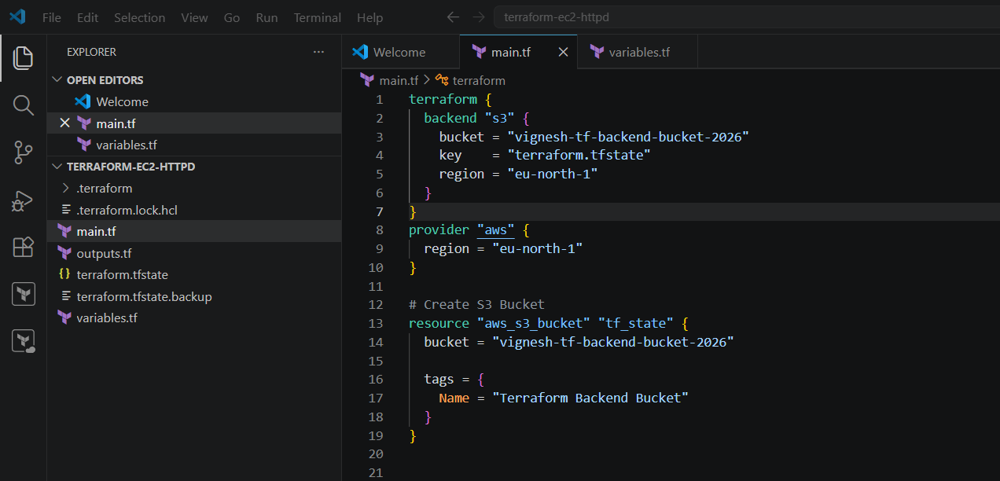 File Edit Selection View Go Run Terminal Help
terraform-ec2-httpd
EXPLORER
OPEN EDITORS
Welcome
main.tf
variables.tf
TERRAFORM-EC2-HTTPD
.terraform
.terraform.lock.hcl
main.tf
outputs.tf
{} terraform.tfstate
terraform.tfstate.backup
variables.tf
Welcome main.tf variables.tf
main.tf > terraform
1 terraform {
2 backend "s3" {
3 bucket = "vignesh-tf-backend-bucket-2026"
4 key    = "terraform.tfstate"
5 region = "eu-north-1"
6 }
7 }
8 provider "aws" {
9 region = "eu-north-1"
10 }
11
12 # Create S3 Bucket
13 resource "aws_s3_bucket" "tf_state" {
14 bucket = "vignesh-tf-backend-bucket-2026"
15
16 tags = {
17 Name = "Terraform Backend Bucket"
18 }
19 }
20
21